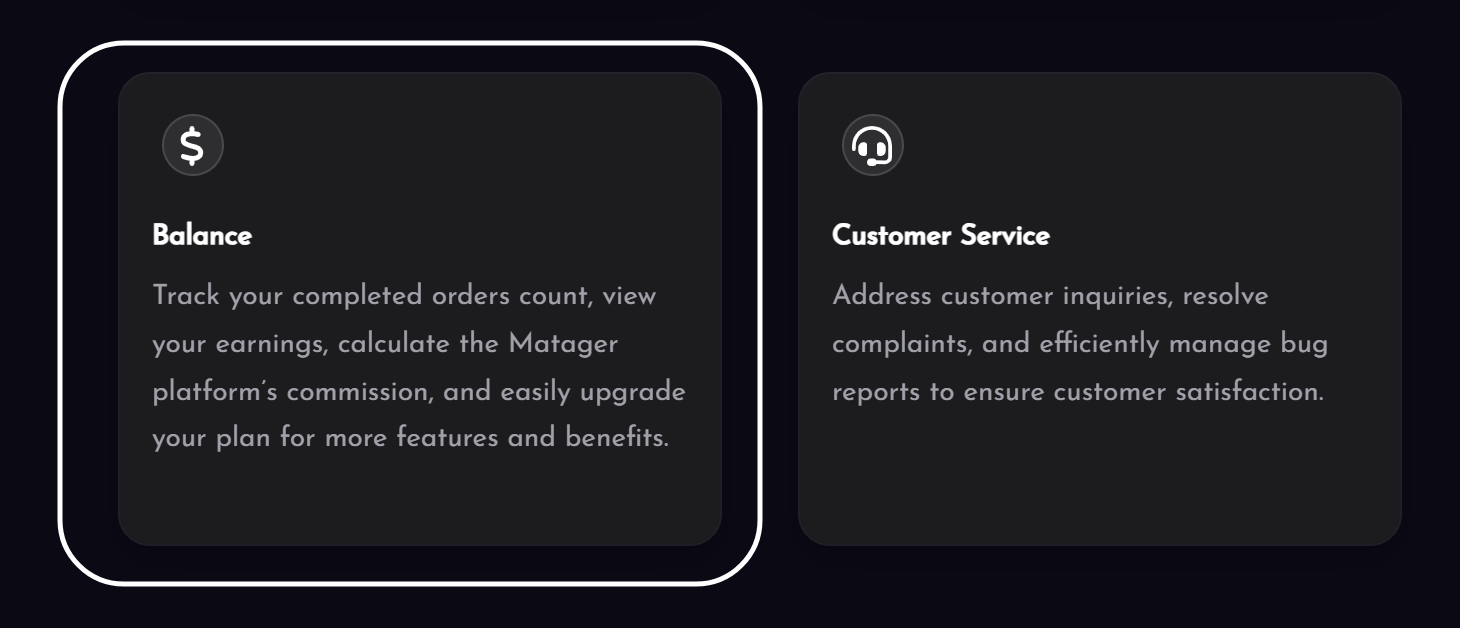 Balance
Track your completed orders count, view
your earnings, calculate the Matager
platform's commission, and easily upgrade
your plan for more features and benefits.
Customer Service
Address customer inquiries, resolve
complaints, and efficiently manage bug
reports to ensure customer satisfaction.